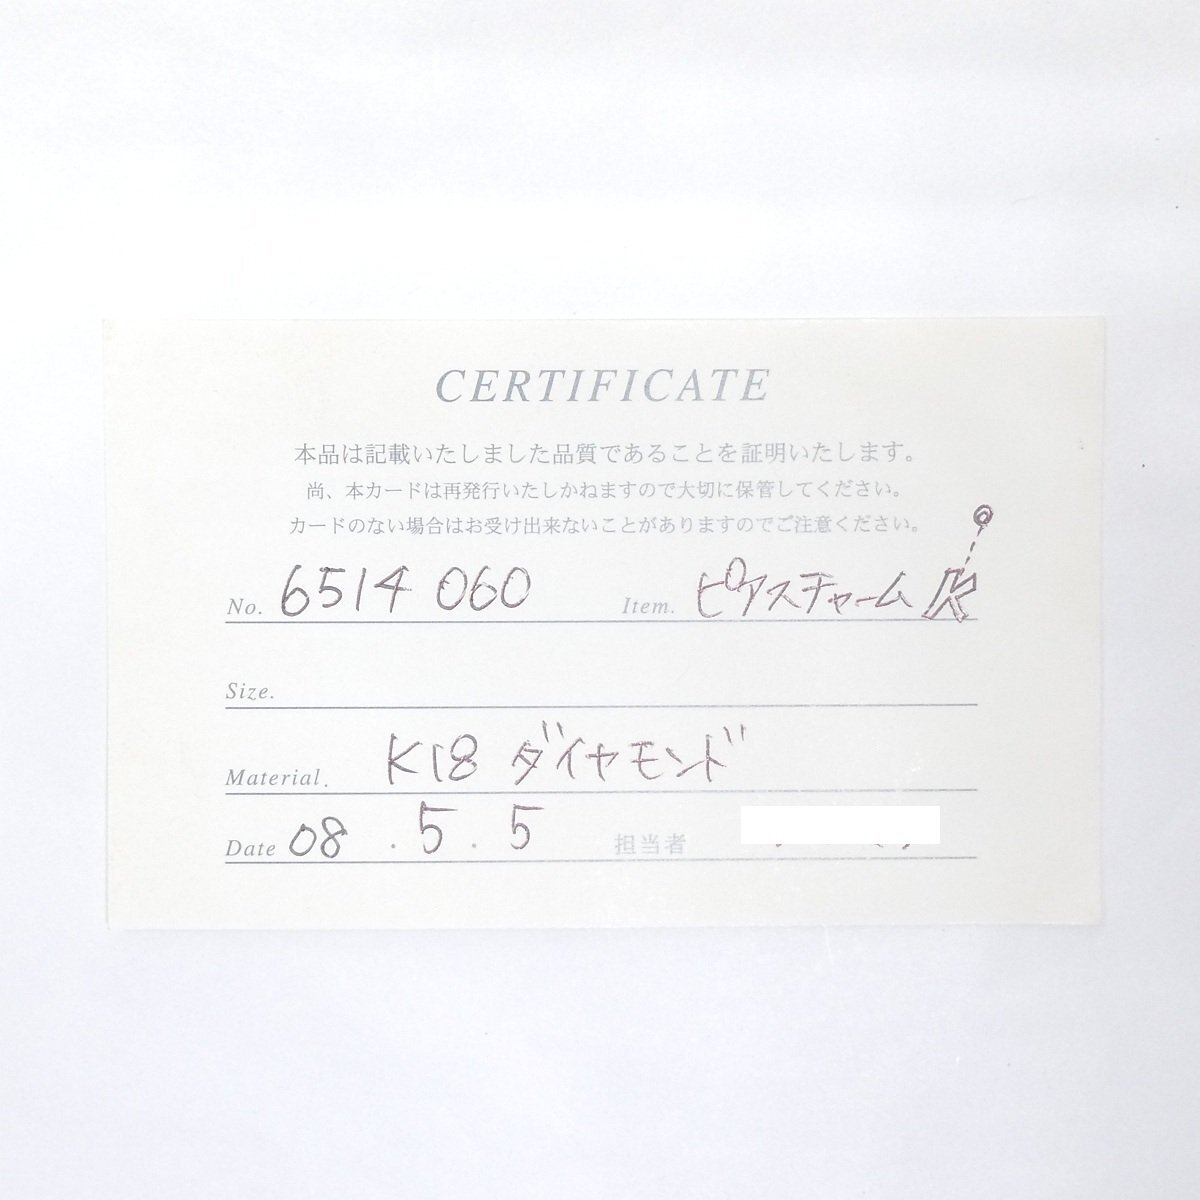 CERTIFICATE
本品は記載いたしました品質であることを証明いたします。
尚、本カードは再発行いたしかねますので大切に保管してください。
カードのない場合はお受け出来ないことがありますのでご注意ください。
No. 6514 060 Item. ピアスチャーム K
Size.
Material. K18 ダイヤモンド
Date 08 . 5 . 5 担当者